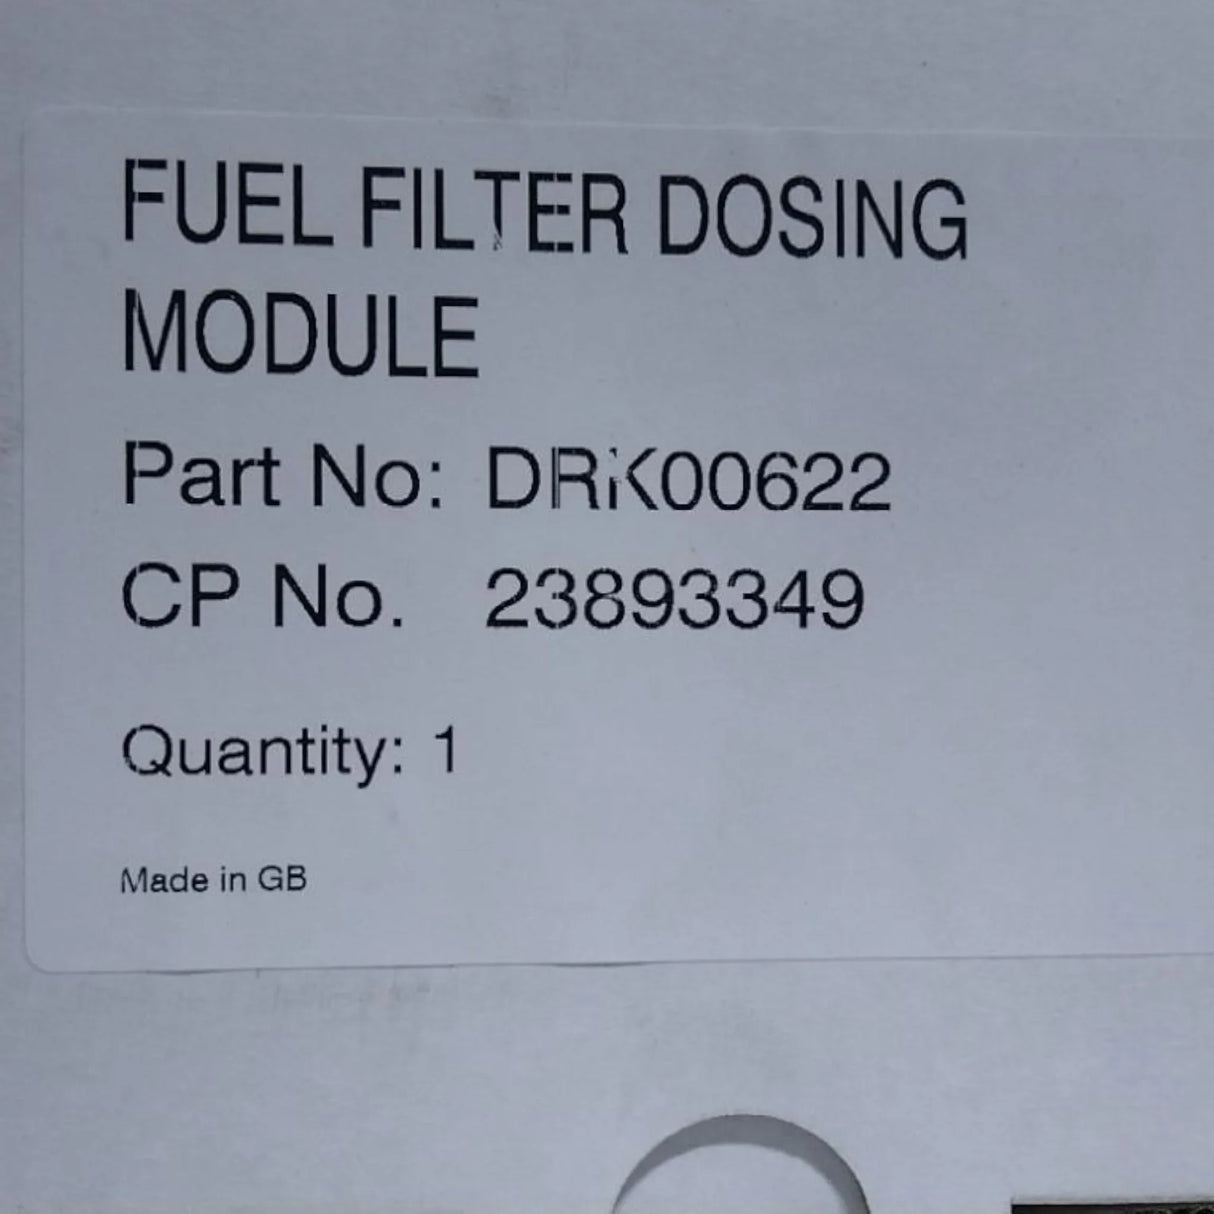 FUEL FILTER DOSING
MODULE
Part No: DRK00622
CP No. 23893349
Quantity: 1
Made in GB